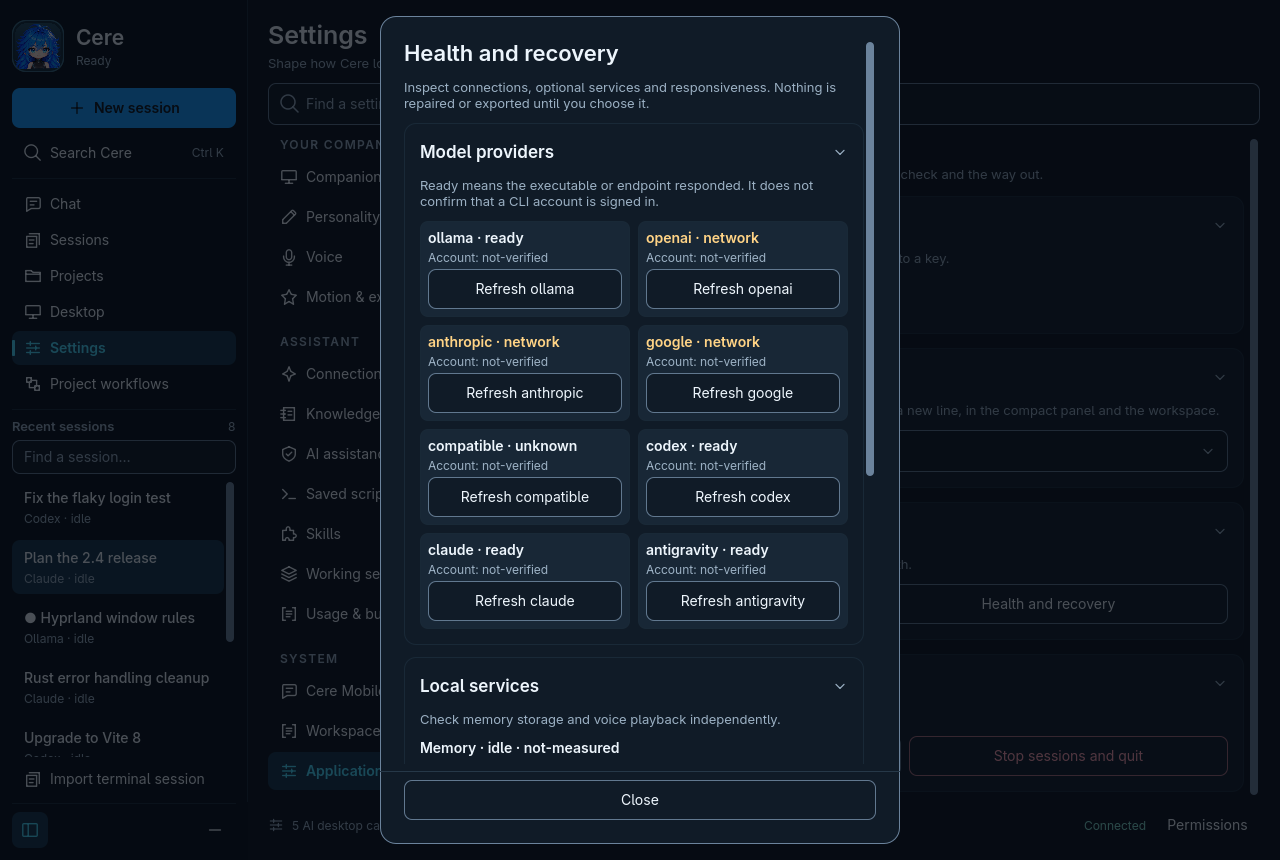 Cere
Ready
New session
Search Cere
Ctrl K
Chat
Sessions
Projects
Desktop
Settings
Project workflows
Recent sessions
8
Find a session...
Fix the flaky login test
Codex · idle
Plan the 2.4 release
Claude · idle
Hyprland window rules
Ollama · idle
Rust error handling cleanup
Claude · idle
Upgrade to Vite 8
Import terminal session
Settings
Shape how Cere
Find a
YOUR
Companion
Personality
Voice
Motion &
ASSISTANT
Connection
Knowledge
AI
Saved
Skills
Working
Usage &
SYSTEM
Cere
Workspace
Application
5 AI desktop
Health and recovery
Inspect connections, optional services and responsiveness. Nothing is
repaired or exported until you choose it.
Model providers
Ready means the executable or endpoint responded. It does not
confirm that a CLI account is signed in.
ollama · ready
Account: not-verified
Refresh ollama
openai · network
Account: not-verified
Refresh openai
anthropic · network
Account: not-verified
Refresh anthropic
google · network
Account: not-verified
Refresh google
compatible · unknown
Account: not-verified
Refresh compatible
codex · ready
Account: not-verified
Refresh codex
claude · ready
Account: not-verified
Refresh claude
antigravity · ready
Account: not-verified
Refresh antigravity
Local services
Check memory storage and voice playback independently.
Memory · idle · not-measured
Close
check and the way out.
to a key.
a new line, in the compact panel and the workspace.
h.
Health and recovery
Stop sessions and quit
Connected
Permissions